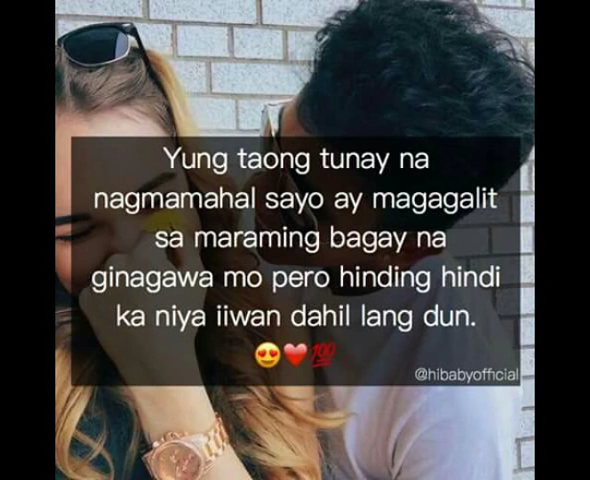 Yung taong tunay na
nagmamahal sayo ay magagalit
sa maraming bagay na
ginagawa mo pero hinding hindi
ka niya iiwan dahil lang dun.
😍❤️💯
@hibabyofficial